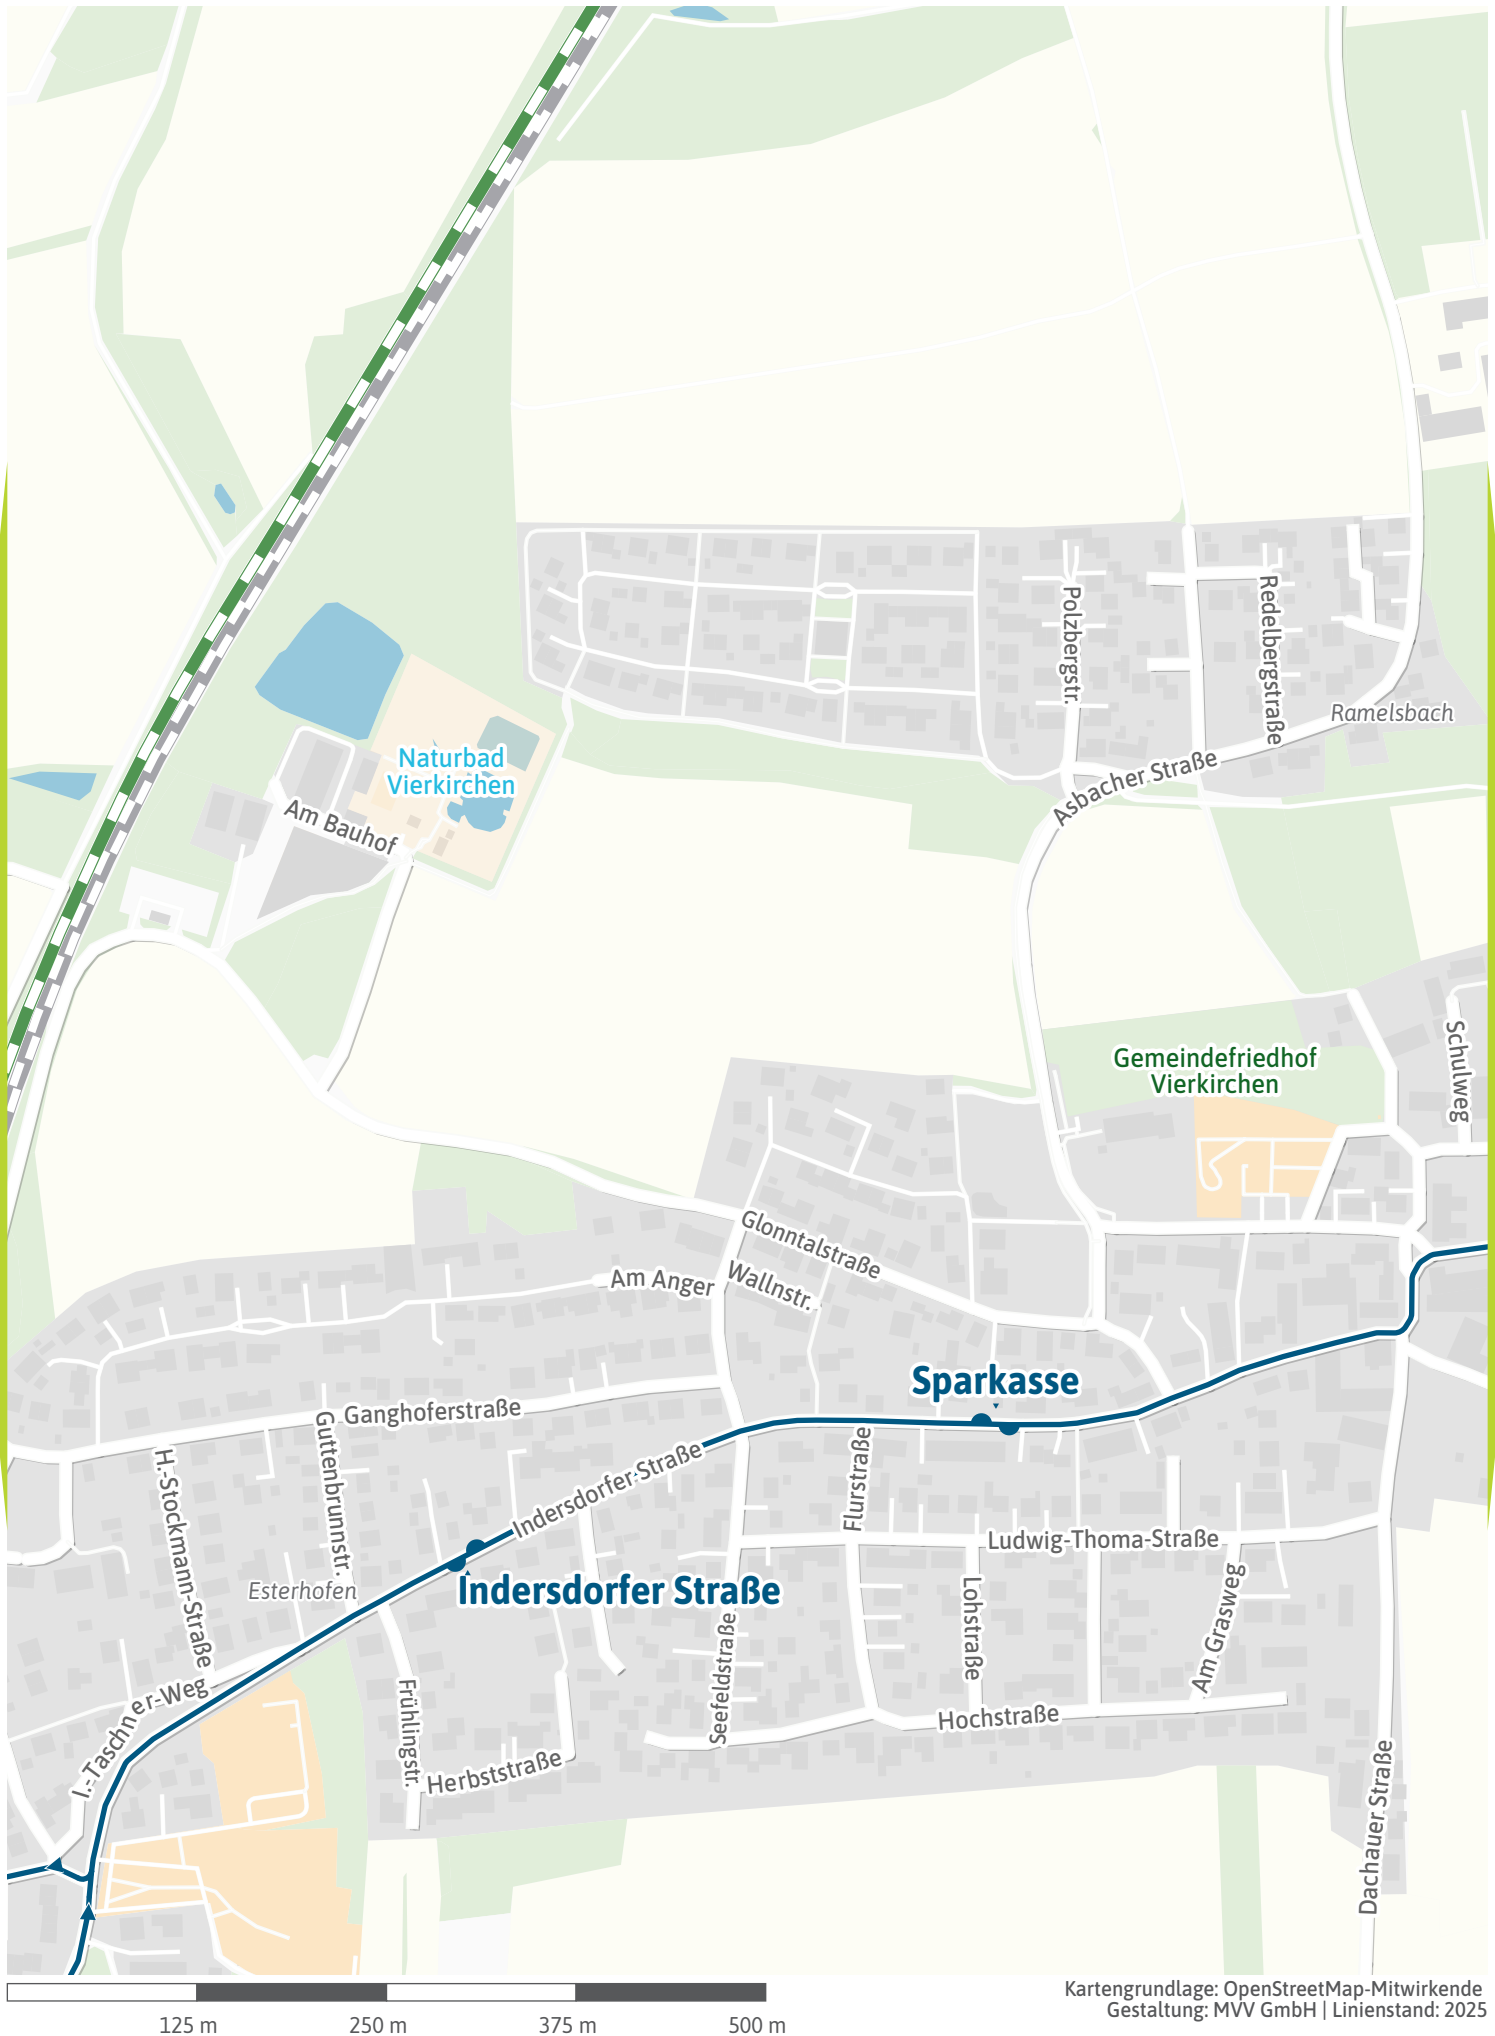 Polzbergstr.
Redelbergstraße
Ramelsbach
Naturbad
Vierkirchen
Asbacher Straße
Am Bauhof
Gemeindefriedhof
Vierkirchen
Schulweg
Glonntalstraße
Am Anger
Wallnstr.
Sparkasse
Ganghoferstraße
Guttenbrunnstr.
H.-Stockmann-Straße
Indersdorfer Straße
Flurstraße
Ludwig-Thoma-Straße
Esterhofen
Indersdorfer Straße
Lohstraße
Am Grasweg
Seefeldstraße
I.-Taschner-Weg
Frühlingstr.
Hochstraße
Herbststraße
Dachauer Straße
Kartengrundlage: OpenStreetMap-Mitwirkende
Gestaltung: MVV GmbH | Linienstand: 2025
125 m 250 m 375 m 500 m